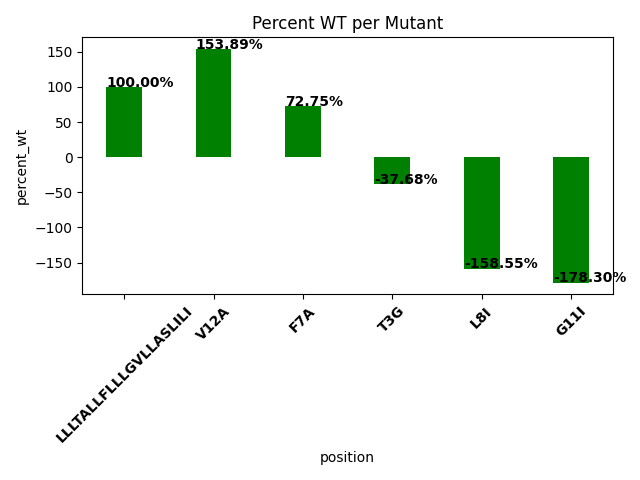 Percent WT per Mutant
percent_wt
150
100
50
0
−50
−100
−150
100.00%
153.89%
72.75%
-37.68%
-158.55%
-178.30%
LLLTALLFLLLGVLLASLILI
V12A
F7A
T3G
L8I
G11I
position